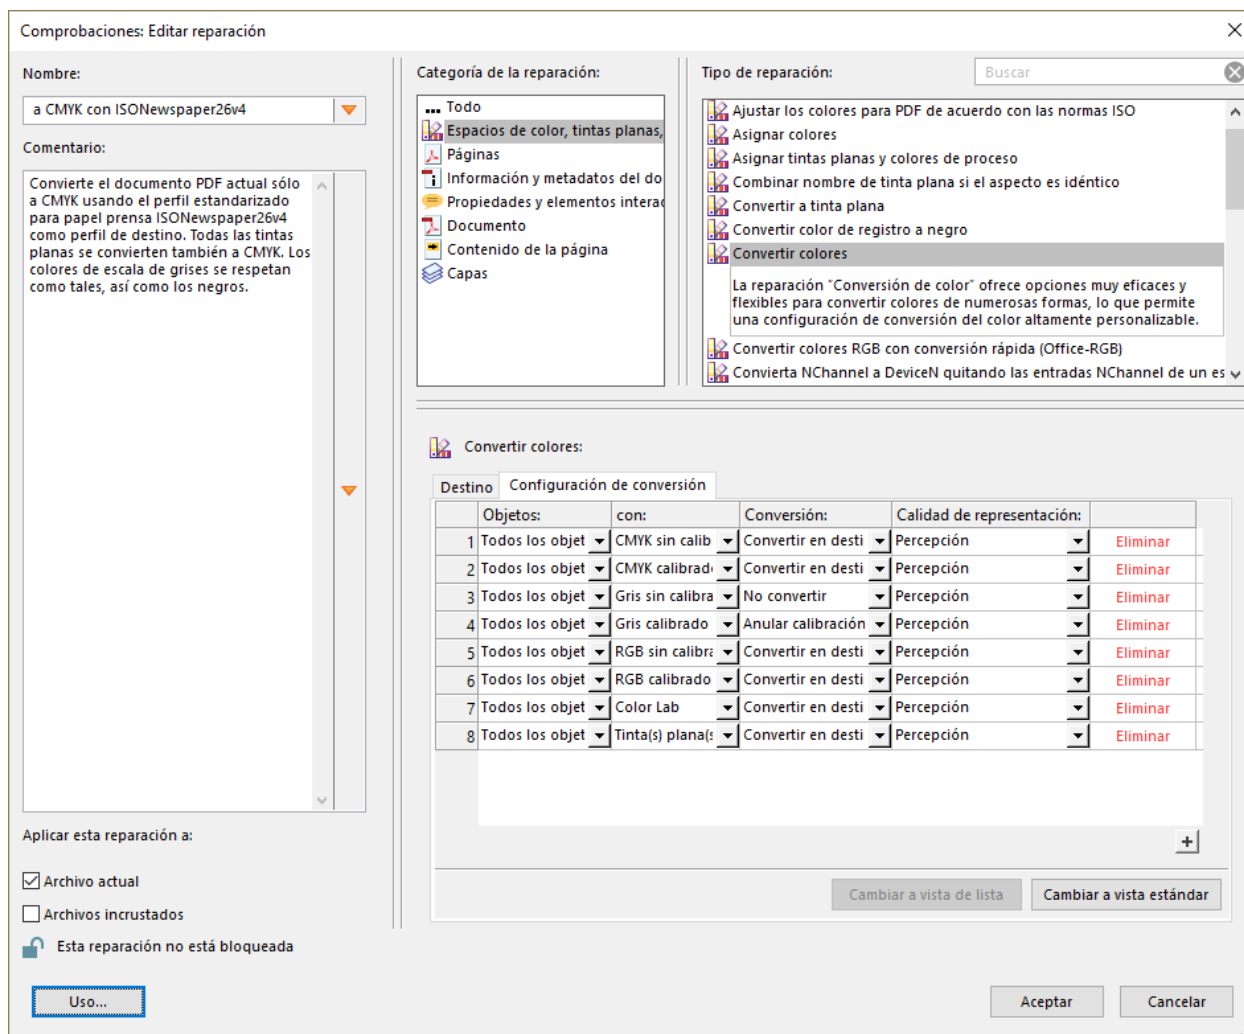 Comprobaciones: Editar reparación
Nombre:
a CMYK con ISONewspaper26v4
Comentario:
Convierte el documento PDF actual sólo
a CMYK usando el perfil estandarizado
para papel prensa ISONewspaper26v4
como perfil de destino. Todas las tintas
planas se convierten también a CMYK. Los
colores de escala de grises se respetan
como tales, así como los negros.
Aplicar esta reparación a:
Archivo actual
Archivos incrustados
Esta reparación no está bloqueada
Uso...
Categoría de la reparación:
Todo
Espacios de color, tintas planas,
Páginas
Información y metadatos del do
Propiedades y elementos interac
Documento
Contenido de la página
Capas
Tipo de reparación:
Buscar
Ajustar los colores para PDF de acuerdo con las normas ISO
Asignar colores
Asignar tintas planas y colores de proceso
Combinar nombre de tinta plana si el aspecto es idéntico
Convertir a tinta plana
Convertir color de registro a negro
Convertir colores
La reparación "Conversión de color" ofrece opciones muy eficaces y
flexibles para convertir colores de numerosas formas, lo que permite
una configuración de conversión del color altamente personalizable.
Convertir colores RGB con conversión rápida (Office-RGB)
Convierta NChannel a DeviceN quitando las entradas NChannel de un es
Convertir colores:
Destino Configuración de conversión
Objetos: con: Conversión: Calidad de representación:
1 Todos los objet CMYK sin calib Convertir en desti Percepción Eliminar
2 Todos los objet CMYK calibrad Convertir en desti Percepción Eliminar
3 Todos los objet Gris sin calibra No convertir Percepción Eliminar
4 Todos los objet Gris calibrado Anular calibración Percepción Eliminar
5 Todos los objet RGB sin calibra Convertir en desti Percepción Eliminar
6 Todos los objet RGB calibrado Convertir en desti Percepción Eliminar
7 Todos los objet Color Lab Convertir en desti Percepción Eliminar
8 Todos los objet Tinta(s) plana(s Convertir en desti Percepción Eliminar
+
Cambiar a vista de lista Cambiar a vista estándar
Aceptar Cancelar